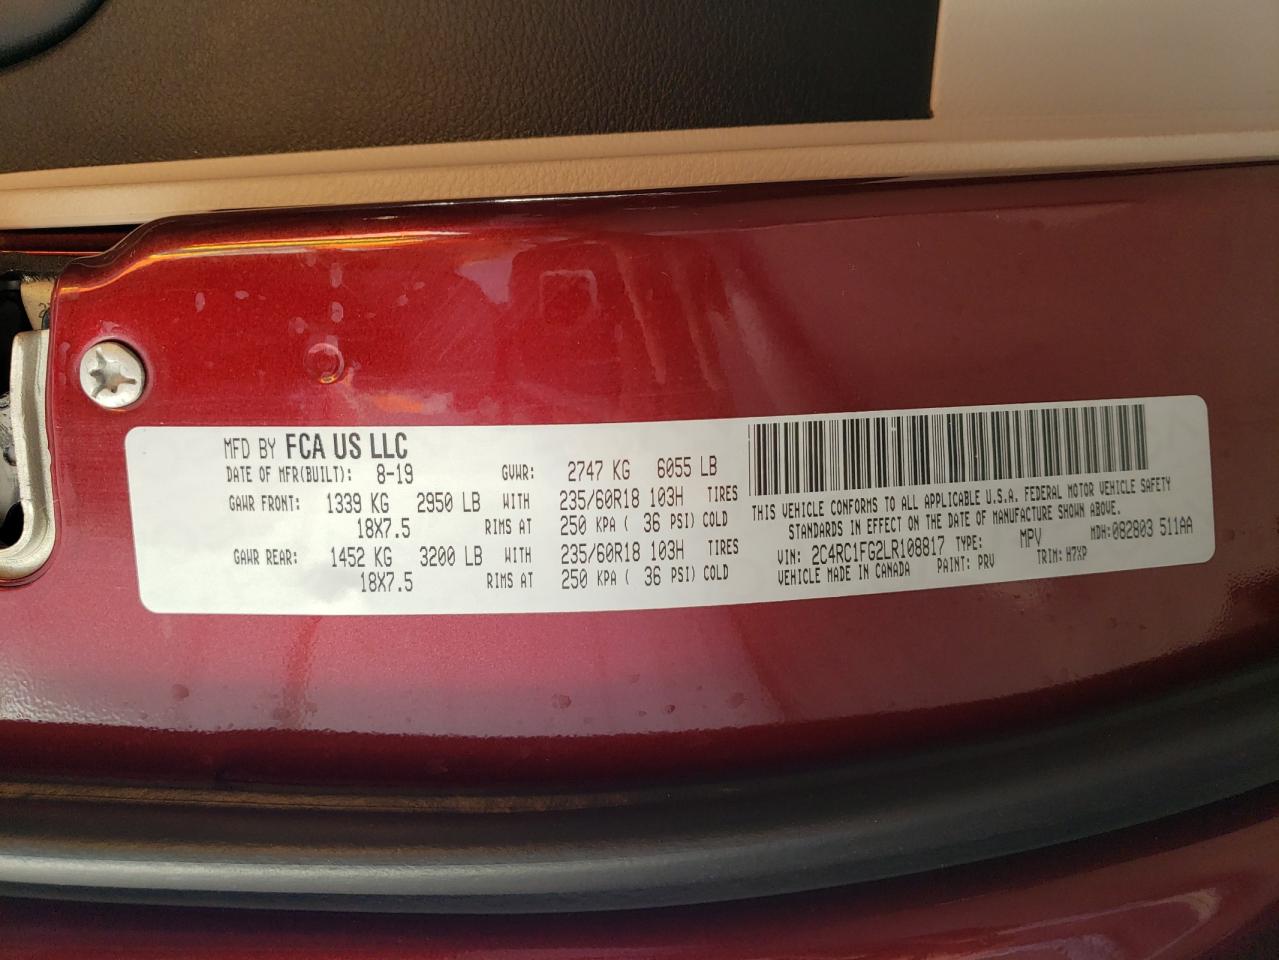 MFD BY FCA US LLC
DATE OF MFR(BUILT): 8-19 GVWR: 2747 KG 6055 LB
GAWR FRONT: 1339 KG 2950 LB WITH 235/60R18 103H TIRES
18X7.5 RIMS AT 250 KPA ( 36 PSI) COLD
GAWR REAR: 1452 KG 3200 LB WITH 235/60R18 103H TIRES
18X7.5 RIMS AT 250 KPA ( 36 PSI) COLD
THIS VEHICLE CONFORMS TO ALL APPLICABLE U.S.A. FEDERAL MOTOR VEHICLE SAFETY
STANDARDS IN EFFECT ON THE DATE OF MANUFACTURE SHOWN ABOVE.
VIN: 2C4RC1FG2LR108817 TYPE: MPV MDH:082803 511AA
VEHICLE MADE IN CANADA PAINT: PRV TRIM: H7XP